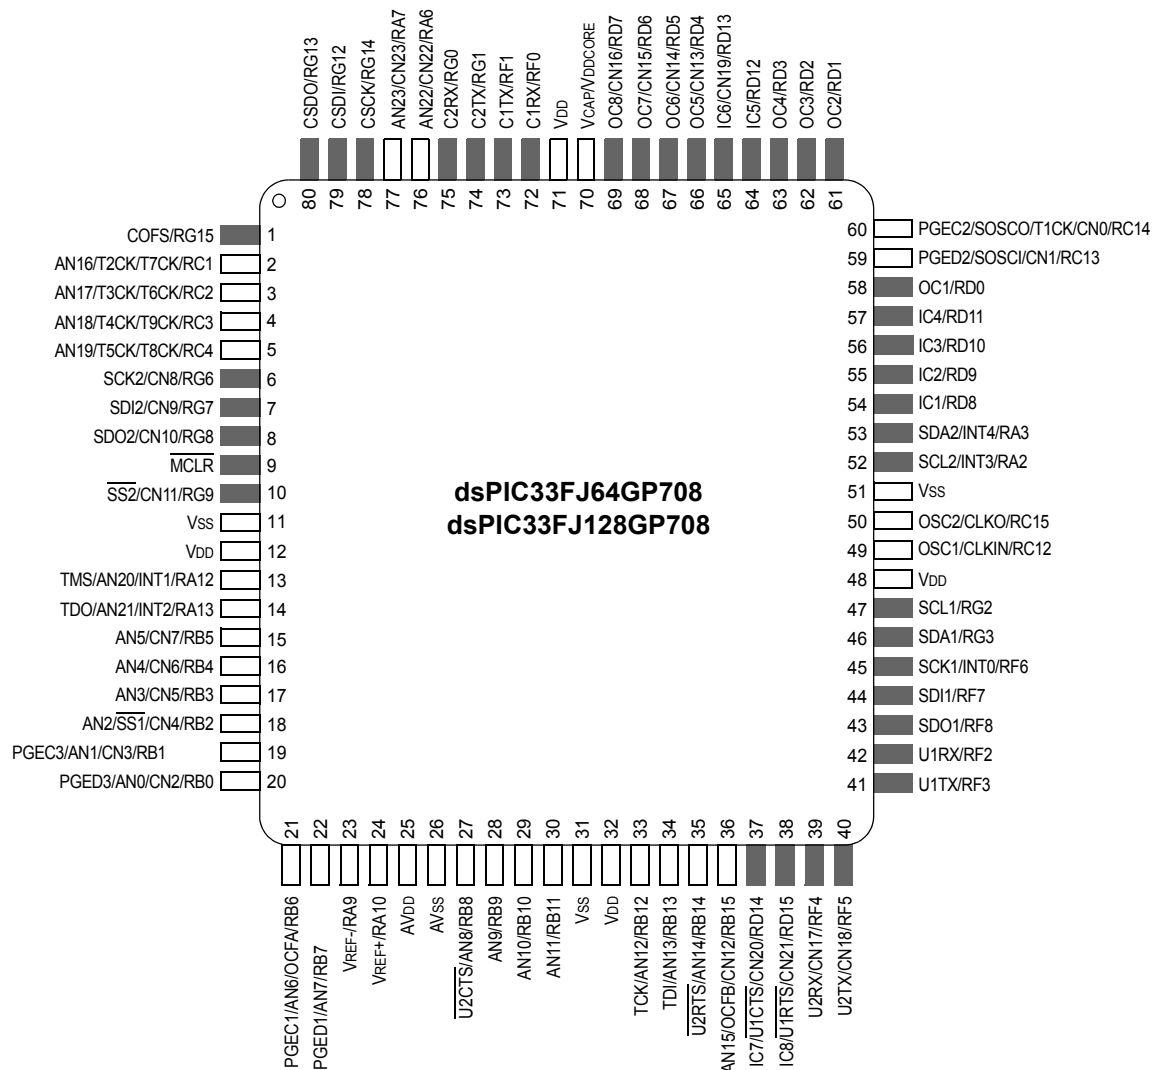 CSDO/RG13
CSDI/RG12
CSCK/RG14
AN23/CN23/RA7
AN22/CN22/RA6
C2RX/RG0
C2TX/RG1
C1TX/RF1
C1RX/RF0
VDD
VCAP/VDDCORE
OC8/CN16/RD7
OC7/CN15/RD6
OC6/CN14/RD5
OC5/CN13/RD4
IC6/CN19/RD13
IC5/RD12
OC4/RD3
OC3/RD2
OC2/RD1
80
79
78
77
76
75
74
73
72
71
70
69
68
67
66
65
64
63
62
61
COFS/RG15 1
AN16/T2CK/T7CK/RC1 2
AN17/T3CK/T6CK/RC2 3
AN18/T4CK/T9CK/RC3 4
AN19/T5CK/T8CK/RC4 5
SCK2/CN8/RG6 6
SDI2/CN9/RG7 7
SDO2/CN10/RG8 8
MCLR 9
SS2/CN11/RG9 10
VSS 11
VDD 12
TMS/AN20/INT1/RA12 13
TDO/AN21/INT2/RA13 14
AN5/CN7/RB5 15
AN4/CN6/RB4 16
AN3/CN5/RB3 17
AN2/SS1/CN4/RB2 18
PGEC3/AN1/CN3/RB1 19
PGED3/AN0/CN2/RB0 20
dsPIC33FJ64GP708
dsPIC33FJ128GP708
60 PGEC2/SOSCO/T1CK/CN0/RC14
59 PGED2/SOSCI/CN1/RC13
58 OC1/RD0
57 IC4/RD11
56 IC3/RD10
55 IC2/RD9
54 IC1/RD8
53 SDA2/INT4/RA3
52 SCL2/INT3/RA2
51 VSS
50 OSC2/CLKO/RC15
49 OSC1/CLKIN/RC12
48 VDD
47 SCL1/RG2
46 SDA1/RG3
45 SCK1/INT0/RF6
44 SDI1/RF7
43 SDO1/RF8
42 U1RX/RF2
41 U1TX/RF3
21
22
23
24
25
26
27
28
29
30
31
32
33
34
35
36
37
38
39
40
PGEC1/AN6/OCFA/RB6
PGED1/AN7/RB7
VREF-/RA9
VREF+/RA10
AVDD
AVSS
U2CTS/AN8/RB8
AN9/RB9
AN10/RB10
AN11/RB11
VSS
VDD
TCK/AN12/RB12
TDI/AN13/RB13
U2RTS/AN14/RB14
AN15/OCFB/CN12/RB15
IC7/U1CTS/CN20/RD14
IC8/U1RTS/CN21/RD15
U2RX/CN17/RF4
U2TX/CN18/RF5